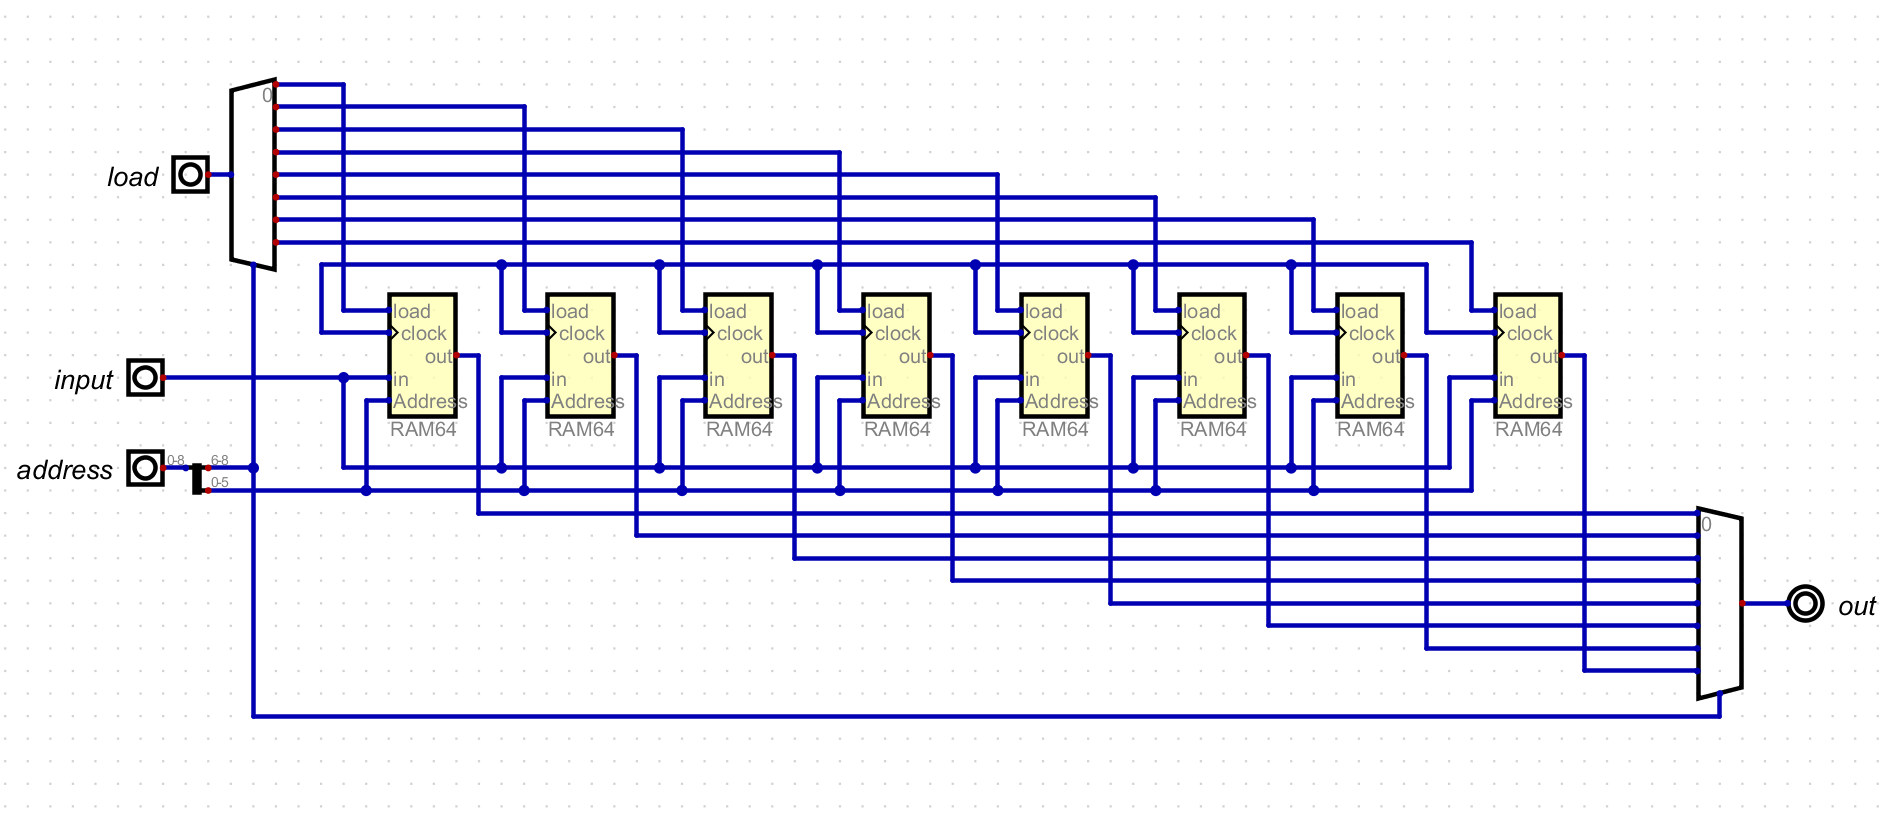 0
load
load load load load load load load load
clock clock clock clock clock clock clock clock
out out out out out out out out
input
in in in in in in in in
Address Address Address Address Address Address Address Address
RAM64 RAM64 RAM64 RAM64 RAM64 RAM64 RAM64 RAM64
address
0-8 6-8
0-5
0
out